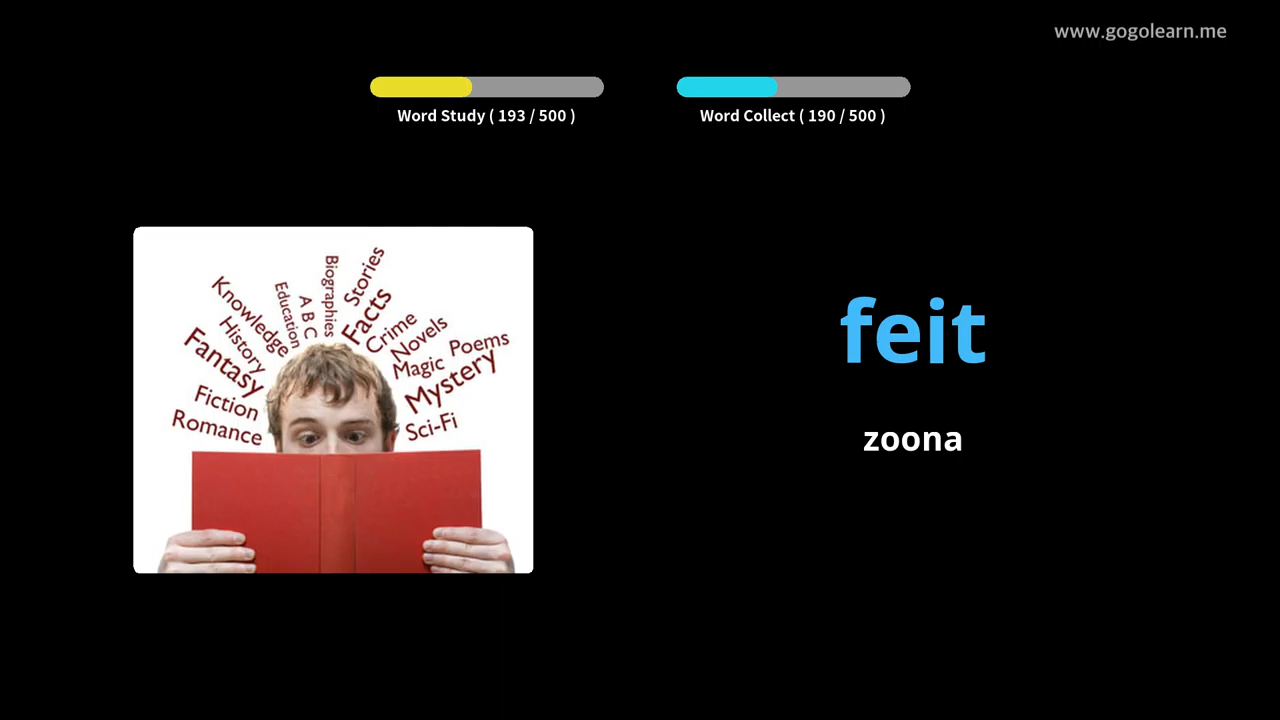 www.gogolearn.me
Word Study ( 193 / 500 )
Word Collect ( 190 / 500 )
Knowledge
History
Fantasy
Fiction
Romance
Education
A B C
Biographies
Stories
Facts
Crime
Novels
Magic
Poems
Mystery
Sci-Fi
feit
zoona